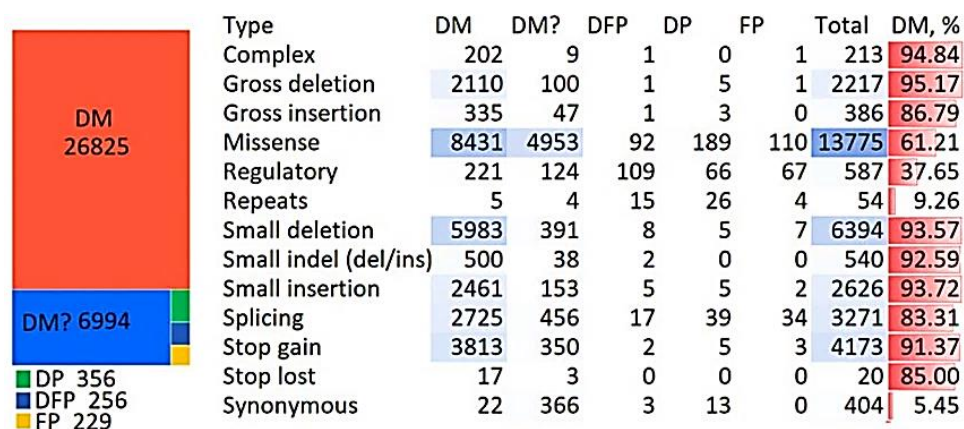 DM
26825
DM? 6994
DP 356
DFP 256
FP 229
Type DM DM? DFP DP FP Total DM, %
Complex 202 9 1 0 1 213 94.84
Gross deletion 2110 100 1 5 1 2217 95.17
Gross insertion 335 47 1 3 0 386 86.79
Missense 8431 4953 92 189 110 13775 61.21
Regulatory 221 124 109 66 67 587 37.65
Repeats 5 4 15 26 4 54 9.26
Small deletion 5983 391 8 5 7 6394 93.57
Small indel (del/ins) 500 38 2 0 0 540 92.59
Small insertion 2461 153 5 5 2 2626 93.72
Splicing 2725 456 17 39 34 3271 83.31
Stop gain 3813 350 2 5 3 4173 91.37
Stop lost 17 3 0 0 0 20 85.00
Synonymous 22 366 3 13 0 404 5.45